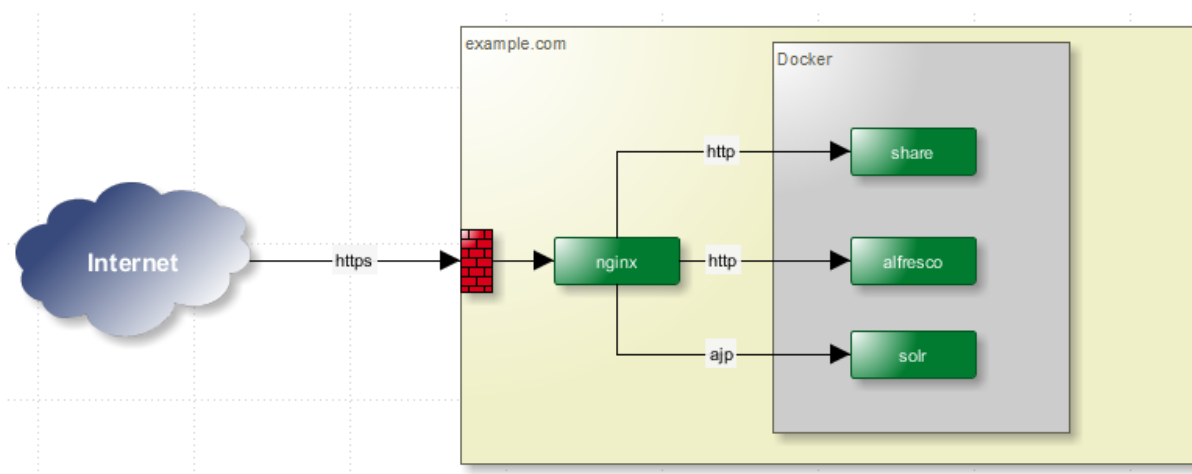 example.com
Docker
http
share
Internet
https
nginx
http
alfresco
ajp
solr